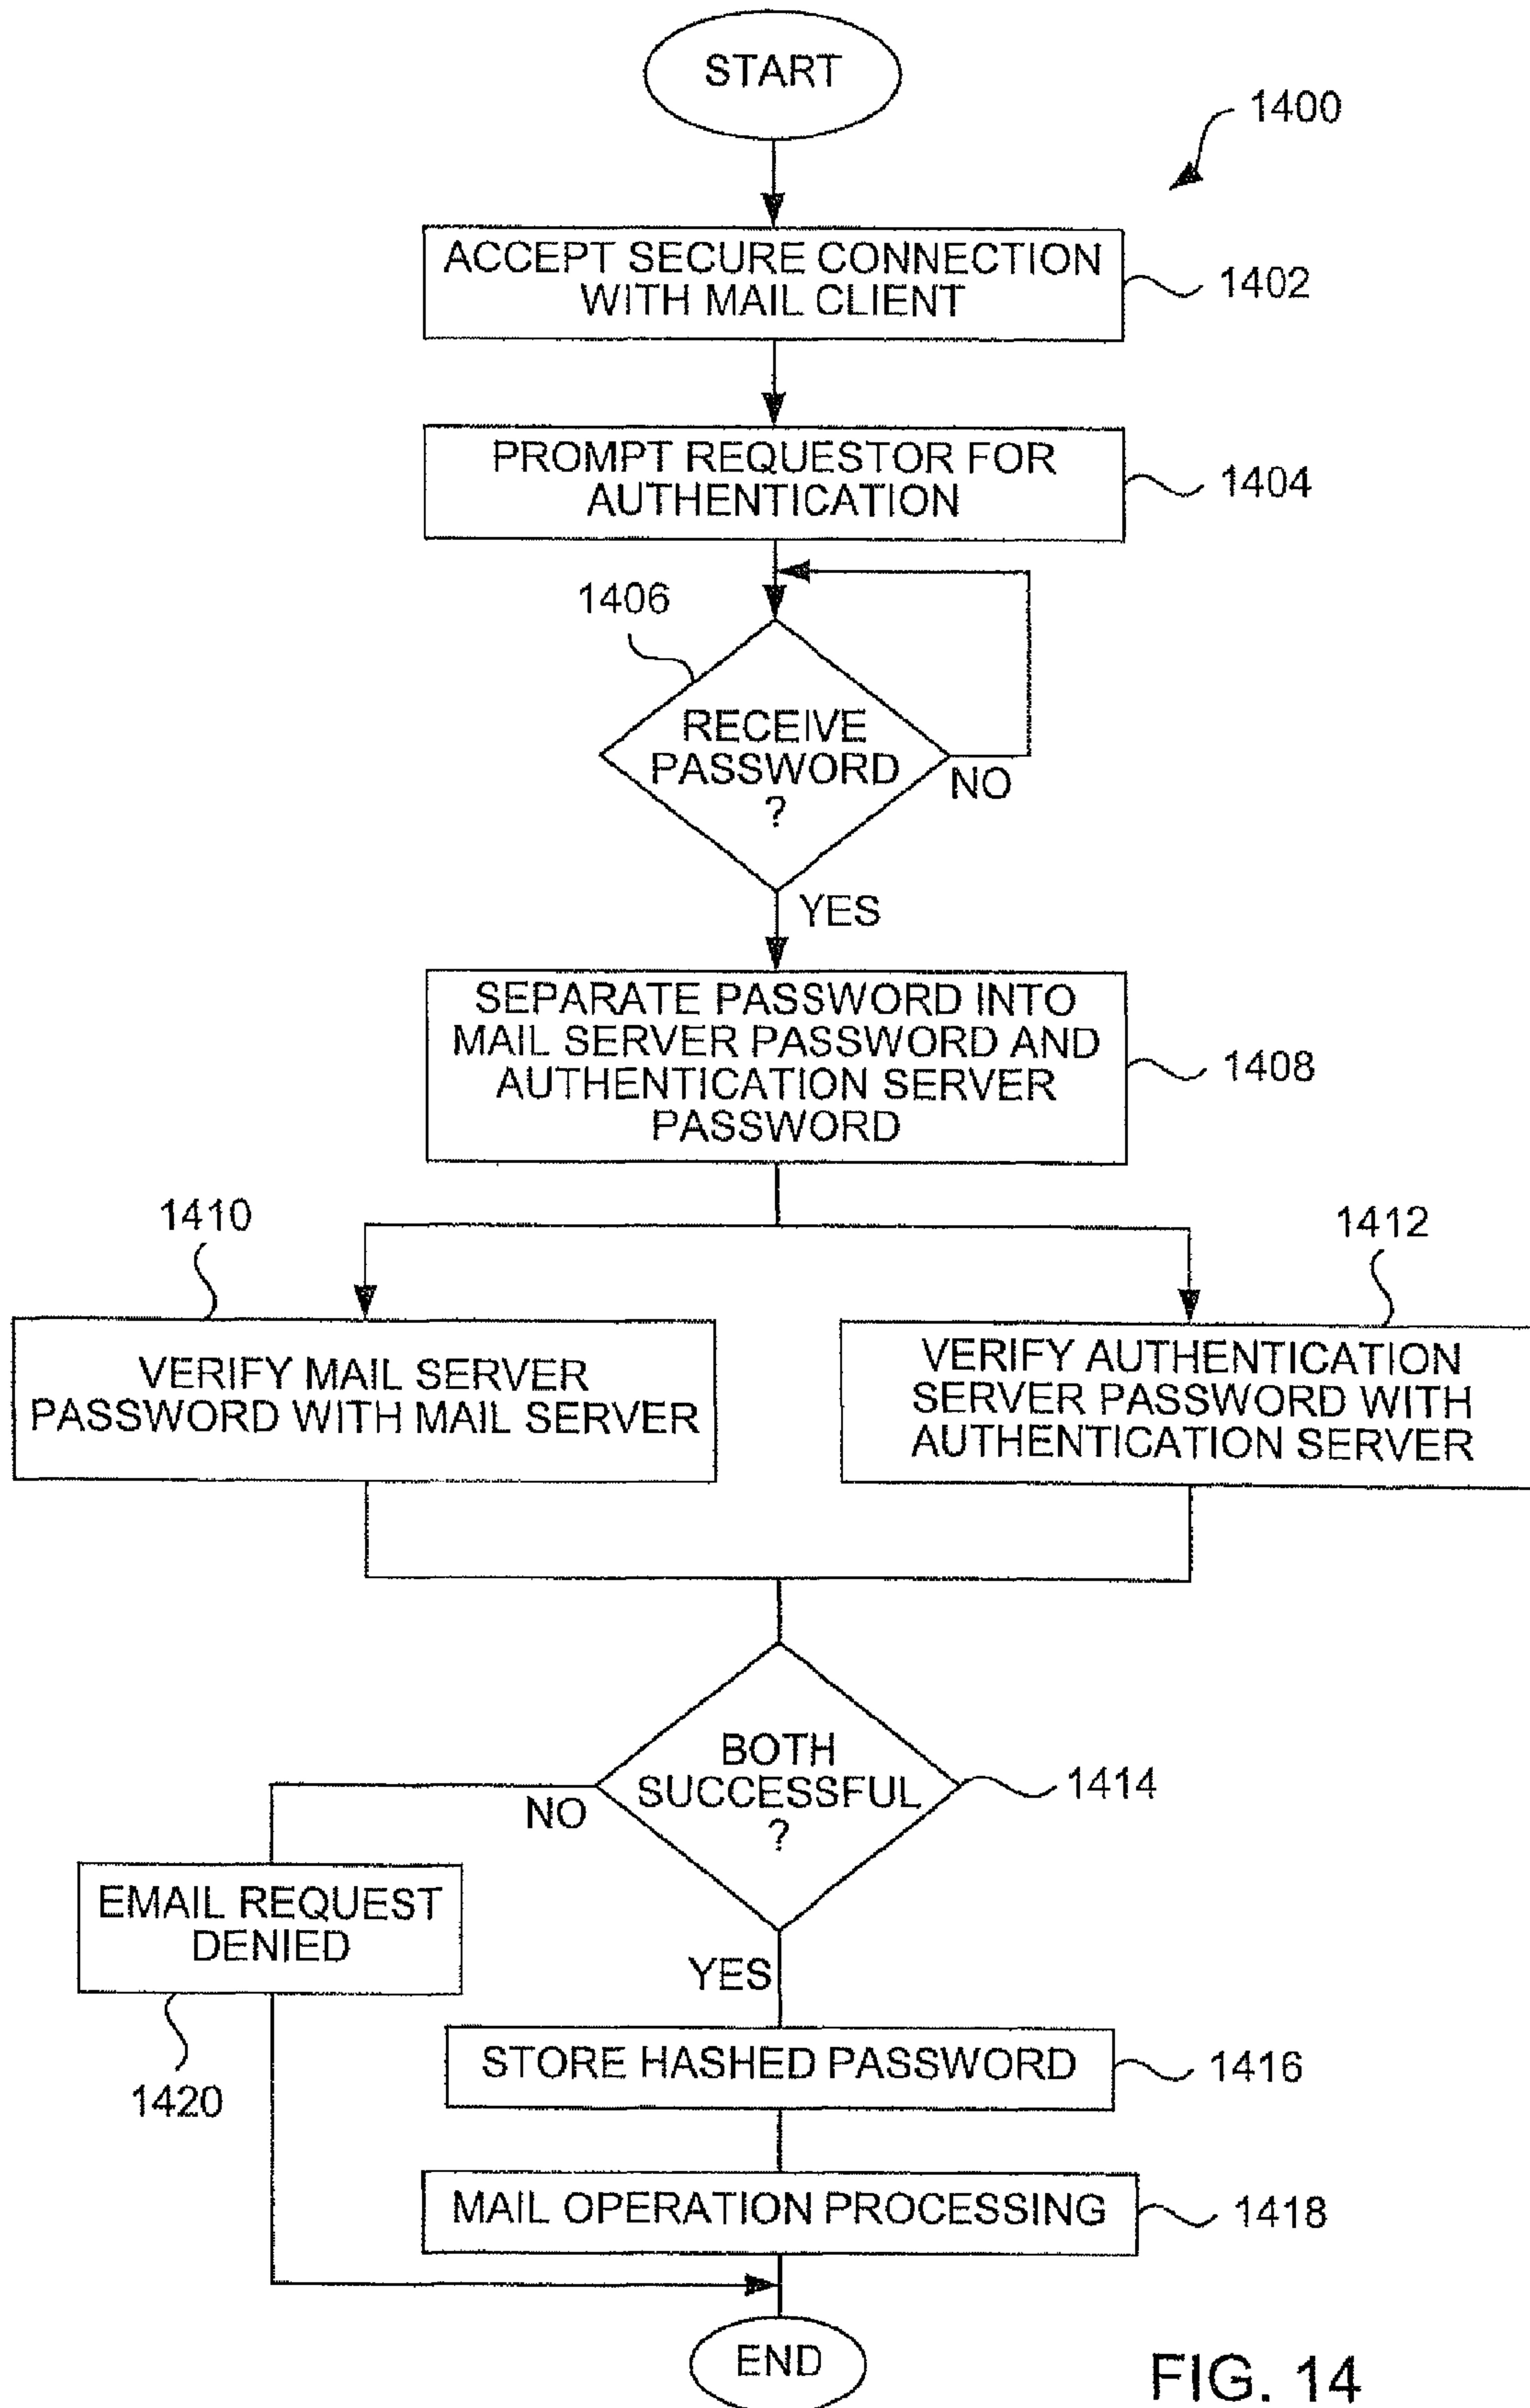 START
1400
ACCEPT SECURE CONNECTION
WITH MAIL CLIENT
1402
PROMPT REQUESTOR FOR
AUTHENTICATION
1404
1406
RECEIVE
PASSWORD
?
NO
YES
SEPARATE PASSWORD INTO
MAIL SERVER PASSWORD AND
AUTHENTICATION SERVER
PASSWORD
1408
1410
1412
VERIFY MAIL SERVER
PASSWORD WITH MAIL SERVER
VERIFY AUTHENTICATION
SERVER PASSWORD WITH
AUTHENTICATION SERVER
BOTH
SUCCESSFUL
?
1414
NO
EMAIL REQUEST
DENIED
1420
YES
STORE HASHED PASSWORD
1416
MAIL OPERATION PROCESSING
1418
END
FIG. 14